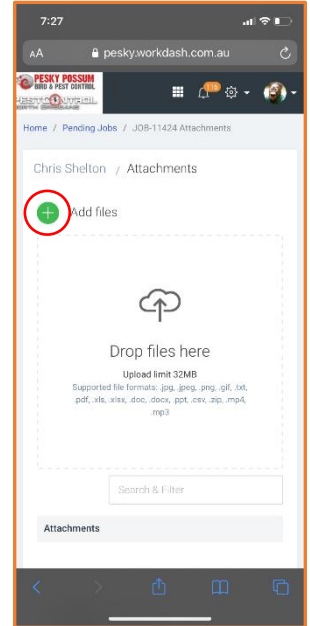 7:27
AA pesky.workdash.com.au
PESKY POSSUM
BIRD & PEST CONTROL
116
Home / Pending Jobs / JOB-11424 Attachments
Chris Shelton / Attachments
Add files
Drop files here
Upload limit 32MB
Supported file formats: .jpg, .jpeg, .png, .gif, .txt,
.pdf, .xls, .xlsx, .doc, .docx, .ppt, .csv, .zip, .mp4,
.mp3
Search & Filter
Attachments